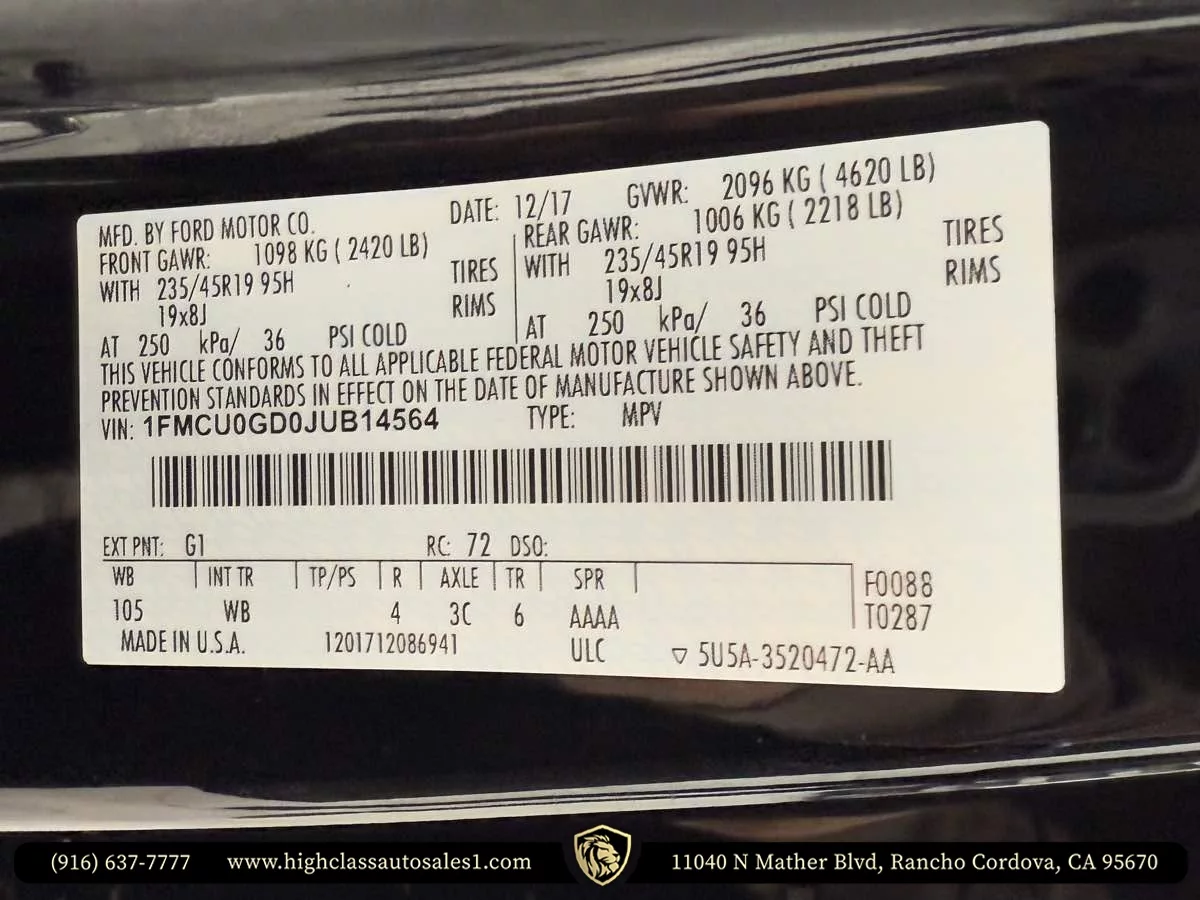 MFD. BY FORD MOTOR CO. DATE: 12/17 GVWR: 2096 KG ( 4620 LB)
FRONT GAWR: 1098 KG ( 2420 LB) REAR GAWR: 1006 KG ( 2218 LB)
WITH 235/45R19 95H TIRES WITH 235/45R19 95H TIRES
19x8J RIMS 19x8J RIMS
AT 250 kPa/ 36 PSI COLD AT 250 kPa/ 36 PSI COLD
THIS VEHICLE CONFORMS TO ALL APPLICABLE FEDERAL MOTOR VEHICLE SAFETY AND THEFT
PREVENTION STANDARDS IN EFFECT ON THE DATE OF MANUFACTURE SHOWN ABOVE.
VIN: 1FMCU0GD0JUB14564 TYPE: MPV
EXT PNT: G1 RC: 72 DSO:
WB INT TR TP/PS R AXLE TR SPR F0088
105 WB 4 3C 6 AAAA T0287
MADE IN U.S.A. 1201712086941 ULC ▽ 5U5A-3520472-AA
(916) 637-7777 www.highclassautosales1.com 11040 N Mather Blvd, Rancho Cordova, CA 95670